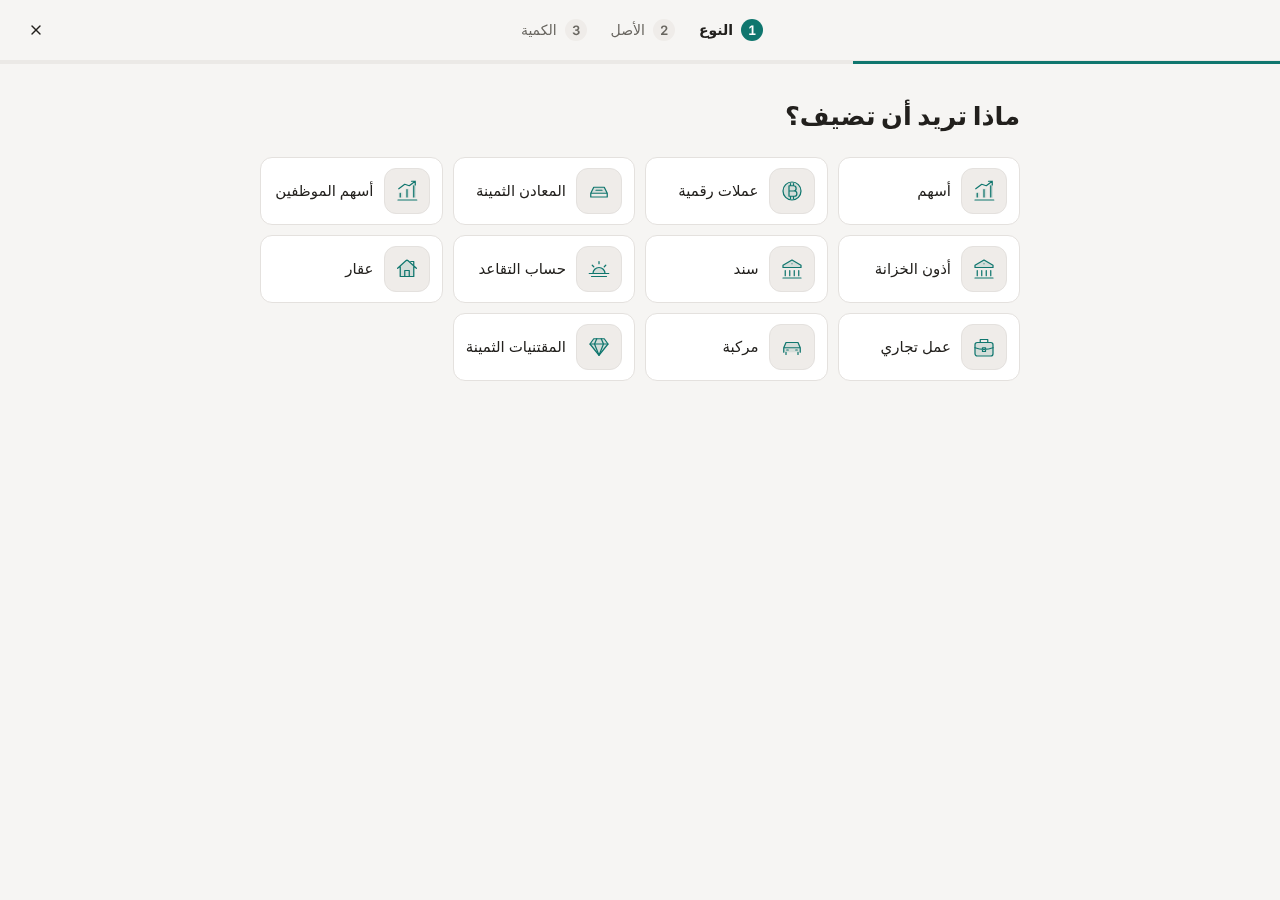 1 النوع
2 الأصل
3 الكمية
ماذا تريد أن تضيف؟
أسهم
عملات رقمية
المعادن الثمينة
أسهم الموظفين
أذون الخزانة
سند
حساب التقاعد
عقار
عمل تجاري
مركبة
المقتنيات الثمينة